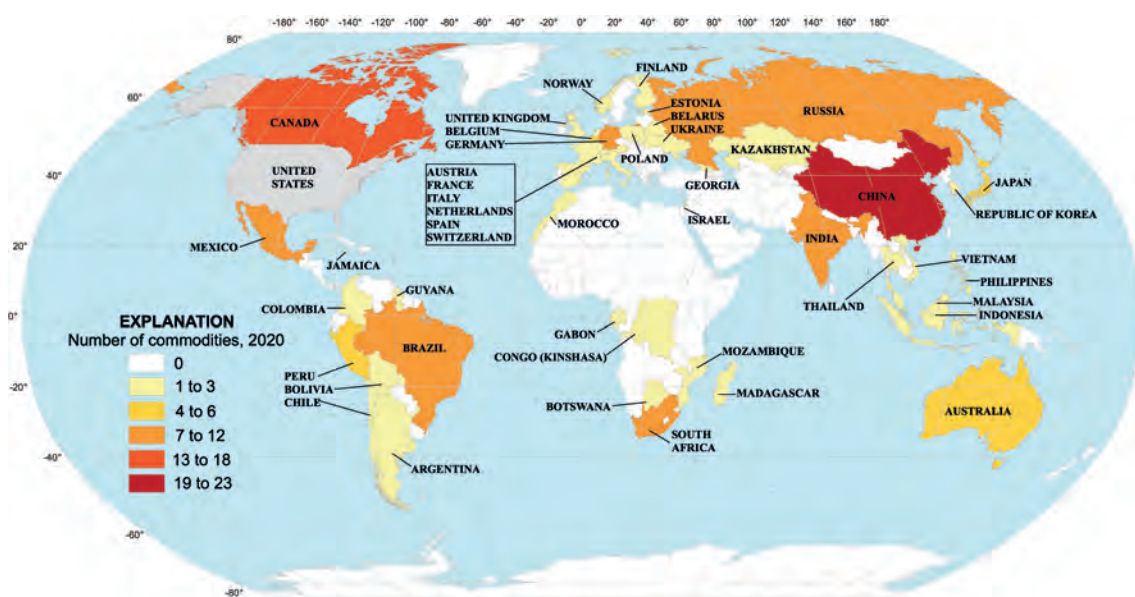 -180° -160° -140° -120° -100° -80° -60° -40° -20° 0° 20° 40° 60° 80° 100° 120° 140° 160° 180°
80°
60°
40°
20°
0°
-20°
-40°
-60°
-80°
CANADA
UNITED
STATES
MEXICO
JAMAICA
COLOMBIA
GUYANA
BRAZIL
PERU
BOLIVIA
CHILE
ARGENTINA
NORWAY
FINLAND
ESTONIA
BELARUS
UKRAINE
UNITED KINGDOM
BELGIUM
GERMANY
POLAND
AUSTRIA
FRANCE
ITALY
NETHERLANDS
SPAIN
SWITZERLAND
RUSSIA
KAZAKHSTAN
GEORGIA
ISRAEL
MOROCCO
CHINA
JAPAN
REPUBLIC OF KOREA
INDIA
VIETNAM
PHILIPPINES
THAILAND
MALAYSIA
INDONESIA
GABON
CONGO (KINSHASA)
MOZAMBIQUE
MADAGASCAR
BOTSWANA
SOUTH
AFRICA
AUSTRALIA
EXPLANATION
Number of commodities, 2020
0
1 to 3
4 to 6
7 to 12
13 to 18
19 to 23